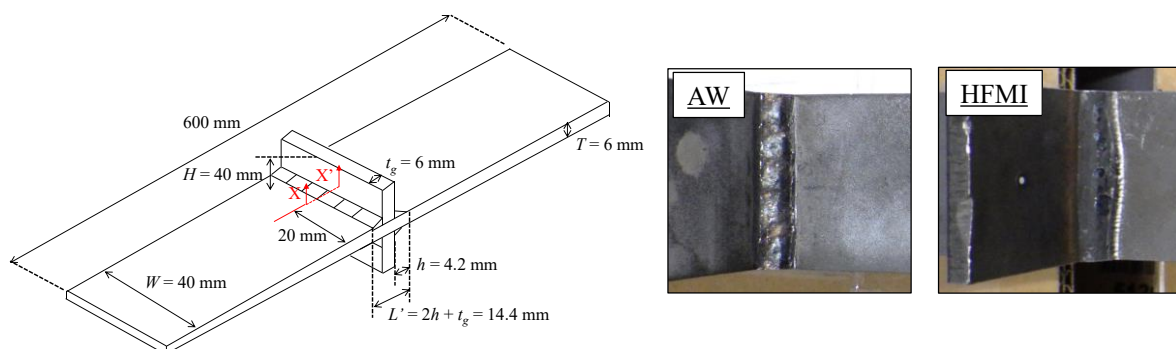 600 mm
T = 6 mm
t_g = 6 mm
X'
H = 40 mm
X
20 mm
h = 4.2 mm
W = 40 mm
L' = 2h + t_g = 14.4 mm
AW
HFMI